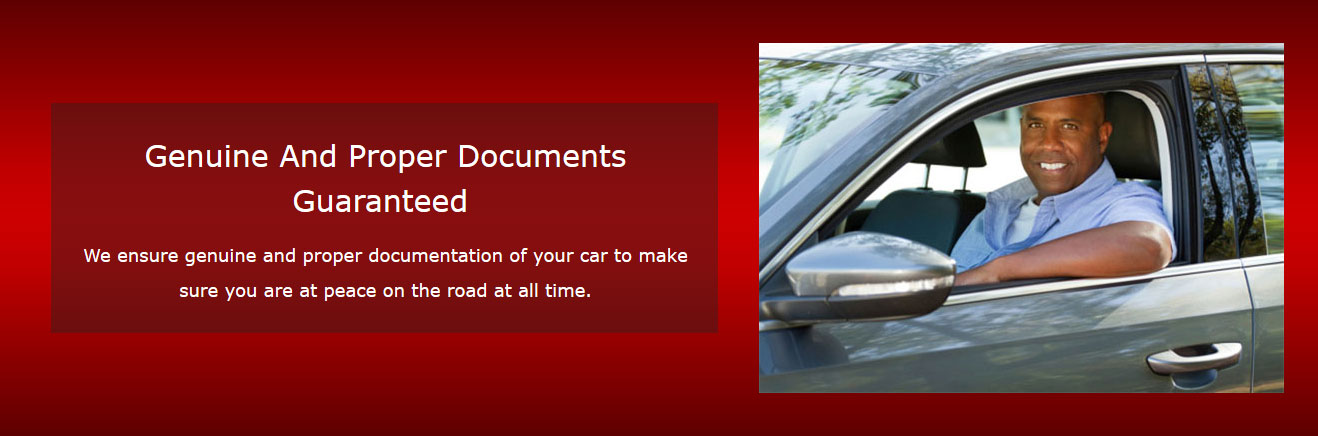 Genuine And Proper Documents
Guaranteed
We ensure genuine and proper documentation of your car to make
sure you are at peace on the road at all time.